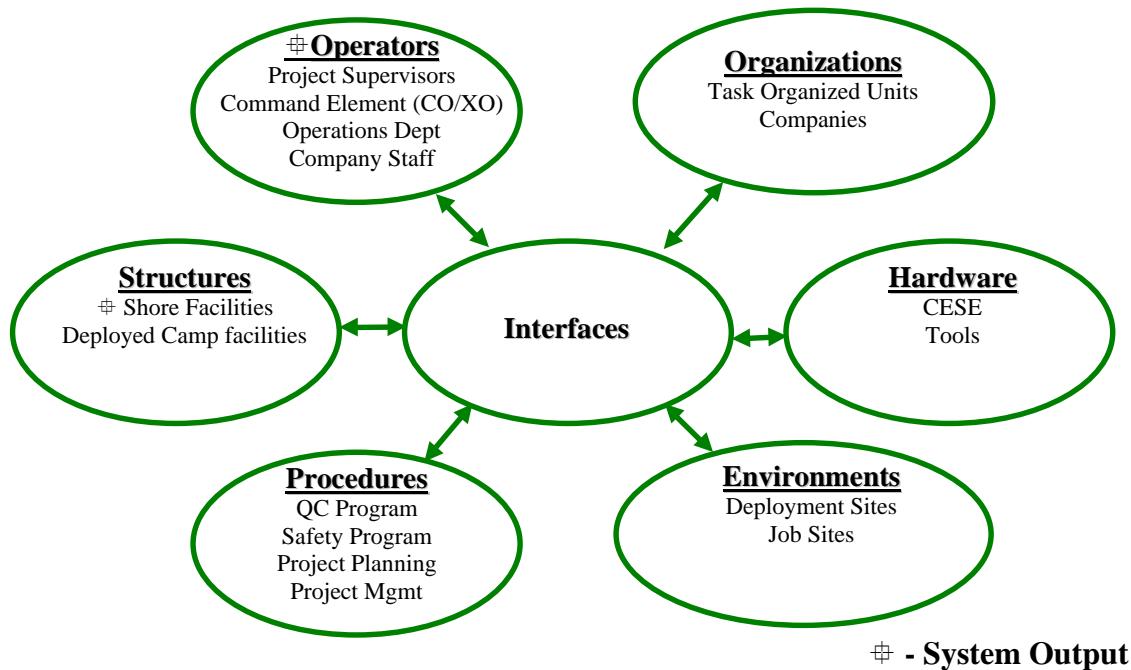 ⌖Operators
Project Supervisors
Command Element (CO/XO)
Operations Dept
Company Staff
Organizations
Task Organized Units
Companies
Structures
⌖ Shore Facilities
Deployed Camp facilities
Interfaces
Hardware
CESE
Tools
Procedures
QC Program
Safety Program
Project Planning
Project Mgmt
Environments
Deployment Sites
Job Sites
⌖ - System Output